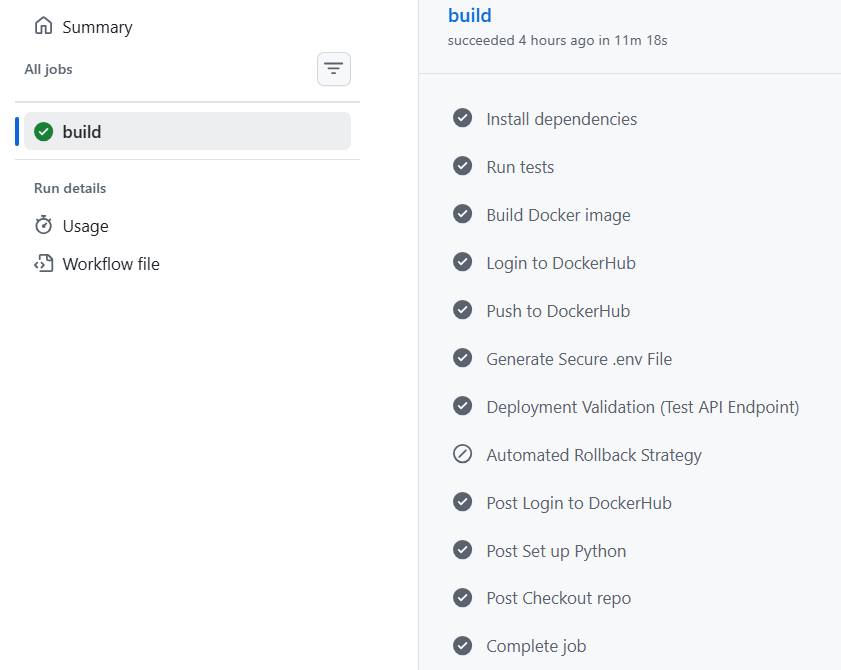 Summary
All jobs
build
Run details
Usage
Workflow file
build
succeeded 4 hours ago in 11m 18s
Install dependencies
Run tests
Build Docker image
Login to DockerHub
Push to DockerHub
Generate Secure .env File
Deployment Validation (Test API Endpoint)
Automated Rollback Strategy
Post Login to DockerHub
Post Set up Python
Post Checkout repo
Complete job